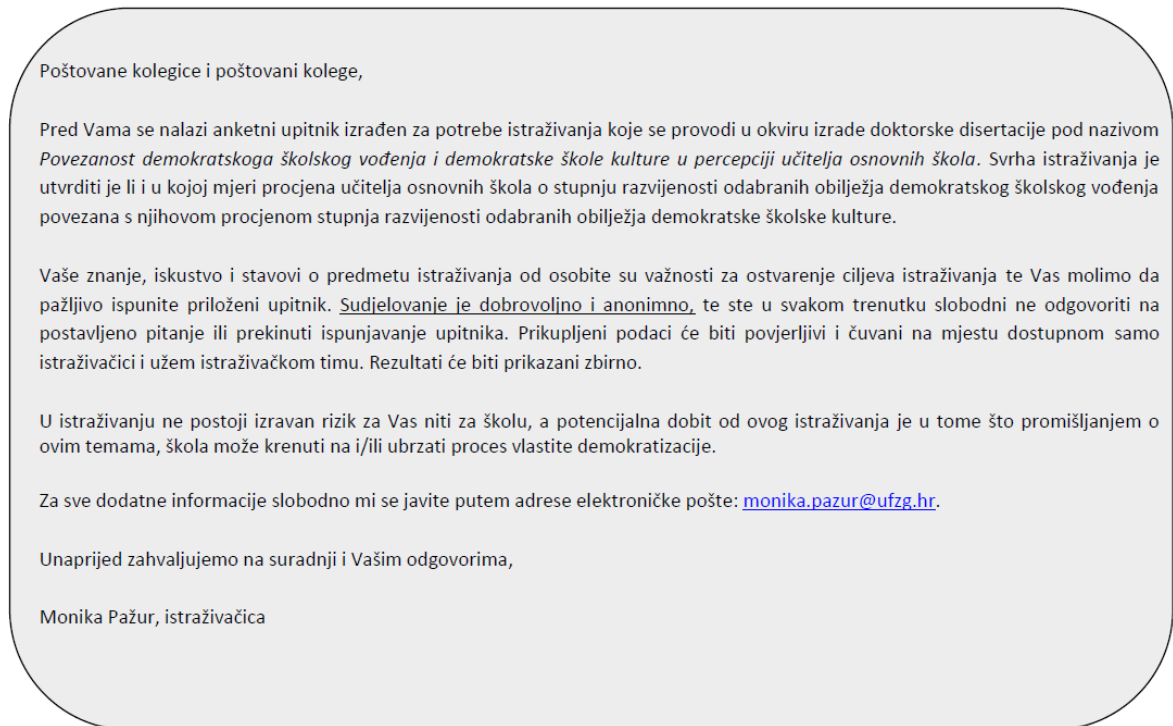 Poštovane kolegice i poštovani kolege,
Pred Vama se nalazi anketni upitnik izrađen za potrebe istraživanja koje se provodi u okviru izrade doktorske disertacije pod nazivom
Povezanost demokratskoga školskog vođenja i demokratske škole kulture u percepciji učitelja osnovnih škola. Svrha istraživanja je
utvrditi je li i u kojoj mjeri procjena učitelja osnovnih škola o stupnju razvijenosti odabranih obilježja demokratskog školskog vođenja
povezana s njihovom procjenom stupnja razvijenosti odabranih obilježja demokratske školske kulture.
Vaše znanje, iskustvo i stavovi o predmetu istraživanja od osobite su važnosti za ostvarenje ciljeva istraživanja te Vas molimo da
pažljivo ispunite priloženi upitnik. Sudjelovanje je dobrovoljno i anonimno, te ste u svakom trenutku slobodni ne odgovoriti na
postavljeno pitanje ili prekinuti ispunjavanje upitnika. Prikupljeni podaci će biti povjerljivi i čuvani na mjestu dostupnom samo
istraživačici i užem istraživačkom timu. Rezultati će biti prikazani zbirno.
U istraživanju ne postoji izravan rizik za Vas niti za školu, a potencijalna dobit od ovog istraživanja je u tome što promišljanjem o
ovim temama, škola može krenuti na i/ili ubrzati proces vlastite demokratizacije.
Za sve dodatne informacije slobodno mi se javite putem adrese elektroničke pošte: monika.pazur@ufzg.hr.
Unaprijed zahvaljujemo na suradnji i Vašim odgovorima,
Monika Pažur, istraživačica